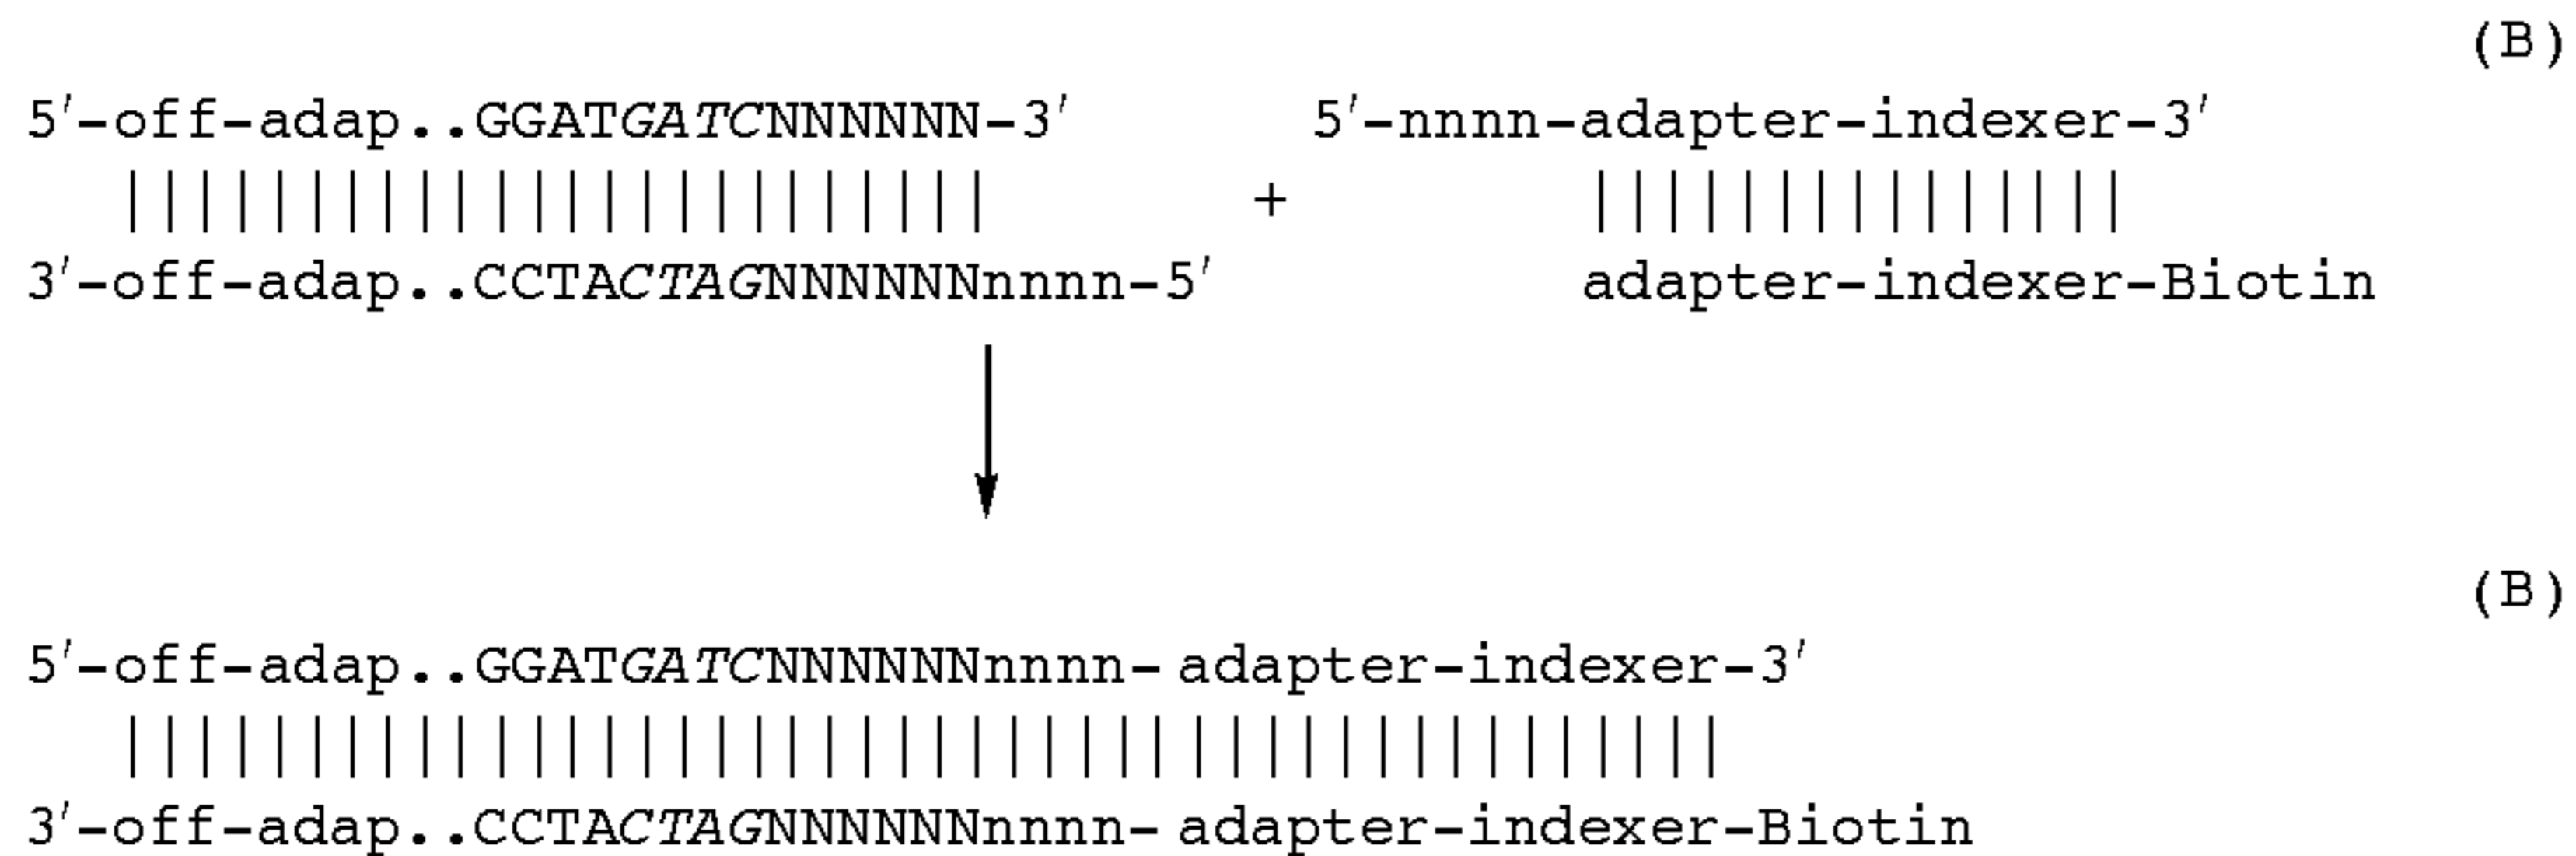 (B)
5′-off-adap..GGATGATCNNNNNN-3′ 5′-nnnn-adapter-indexer-3′
|||||||||||||||||||||||| + |||||||||||||||
3′-off-adap..CCTACTAGNNNNNNnnnn-5′ adapter-indexer-Biotin
(B)
5′-off-adap..GGATGATCNNNNNNnnnn- adapter-indexer-3′
||||||||||||||||||||||||||||||||||||||||||||
3′-off-adap..CCTACTAGNNNNNNnnnn- adapter-indexer-Biotin